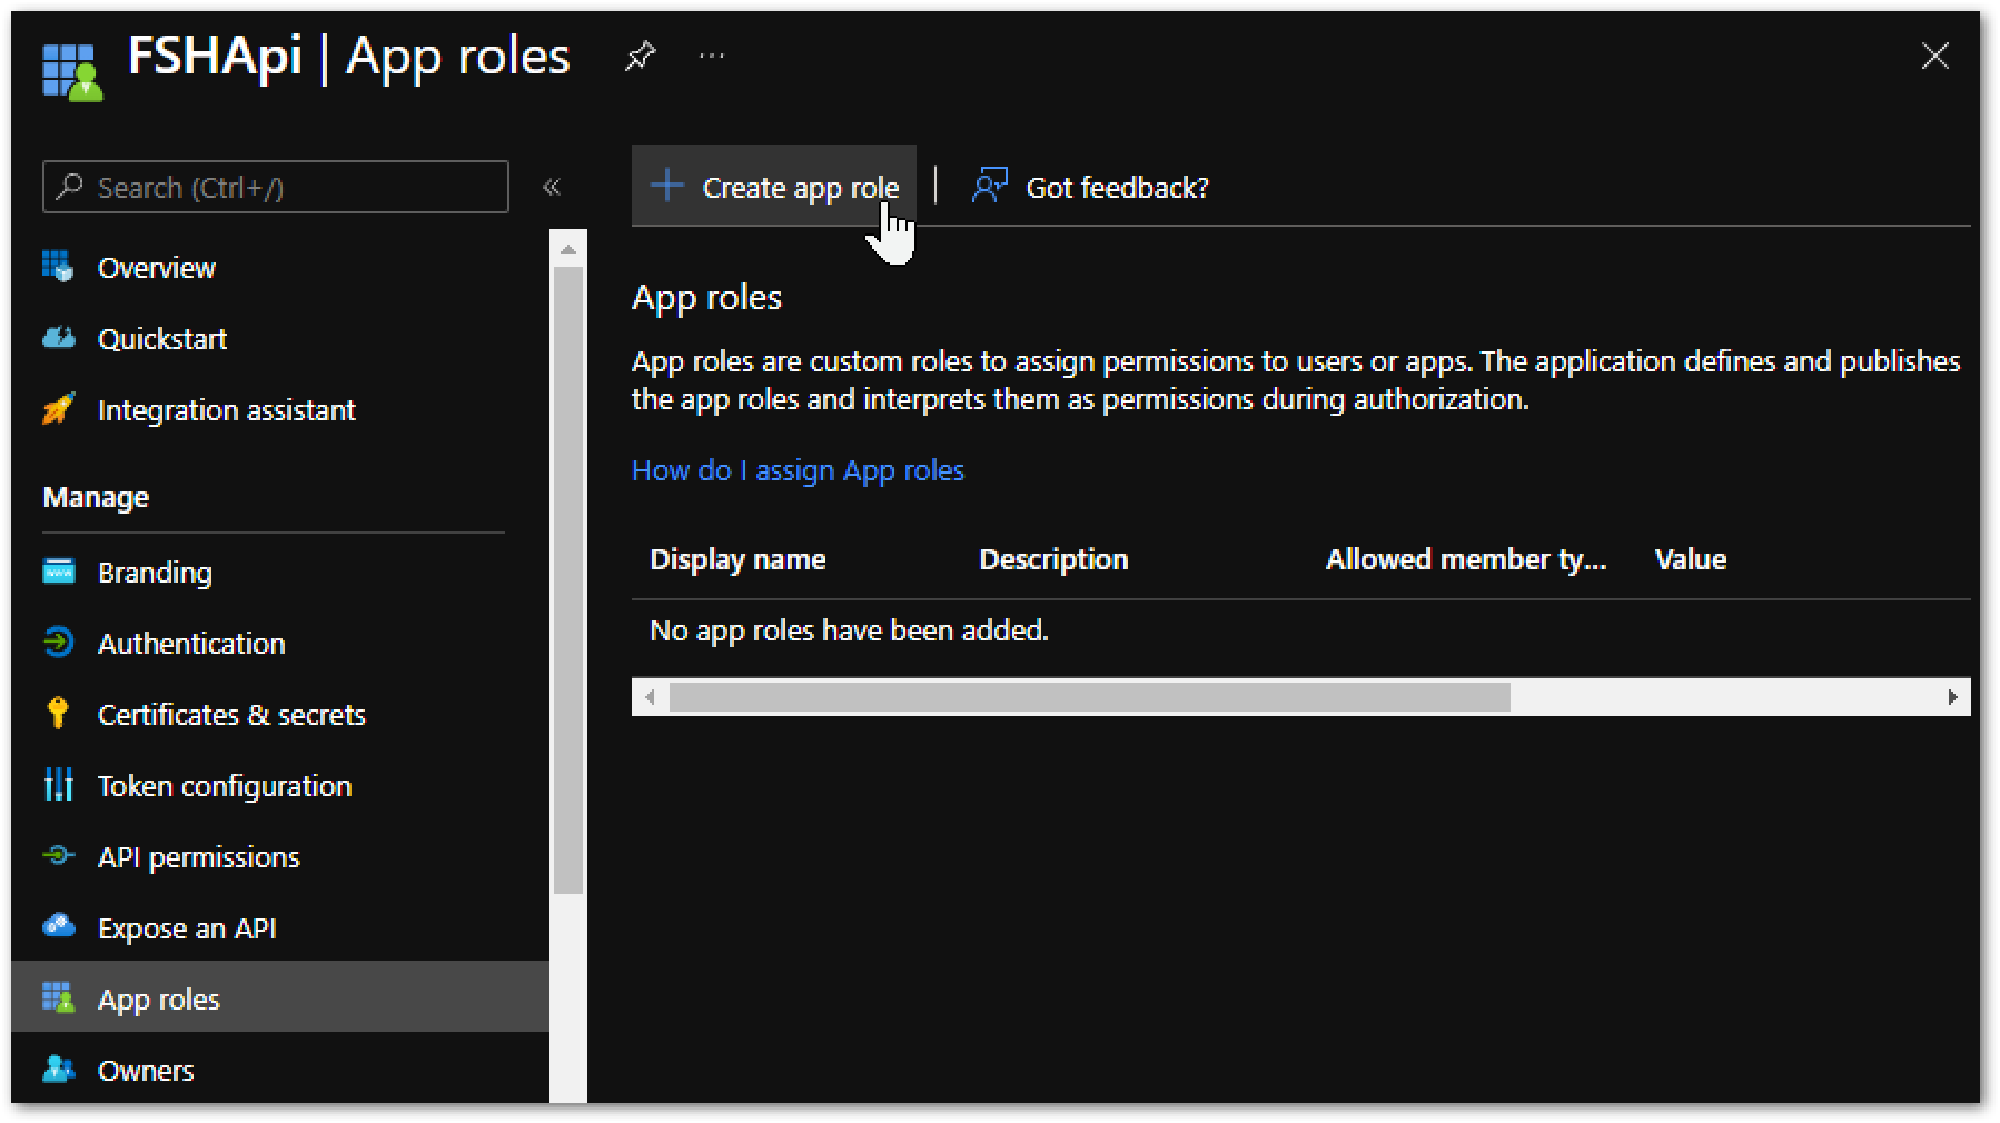 FSHApi | App roles
Search (Ctrl+/)
Overview
Quickstart
Integration assistant
Manage
Branding
Authentication
Certificates & secrets
Token configuration
API permissions
Expose an API
App roles
Owners
Create app role | Got feedback?
App roles
App roles are custom roles to assign permissions to users or apps. The application defines and publishes
the app roles and interprets them as permissions during authorization.
How do I assign App roles
Display name Description Allowed member ty... Value
No app roles have been added.